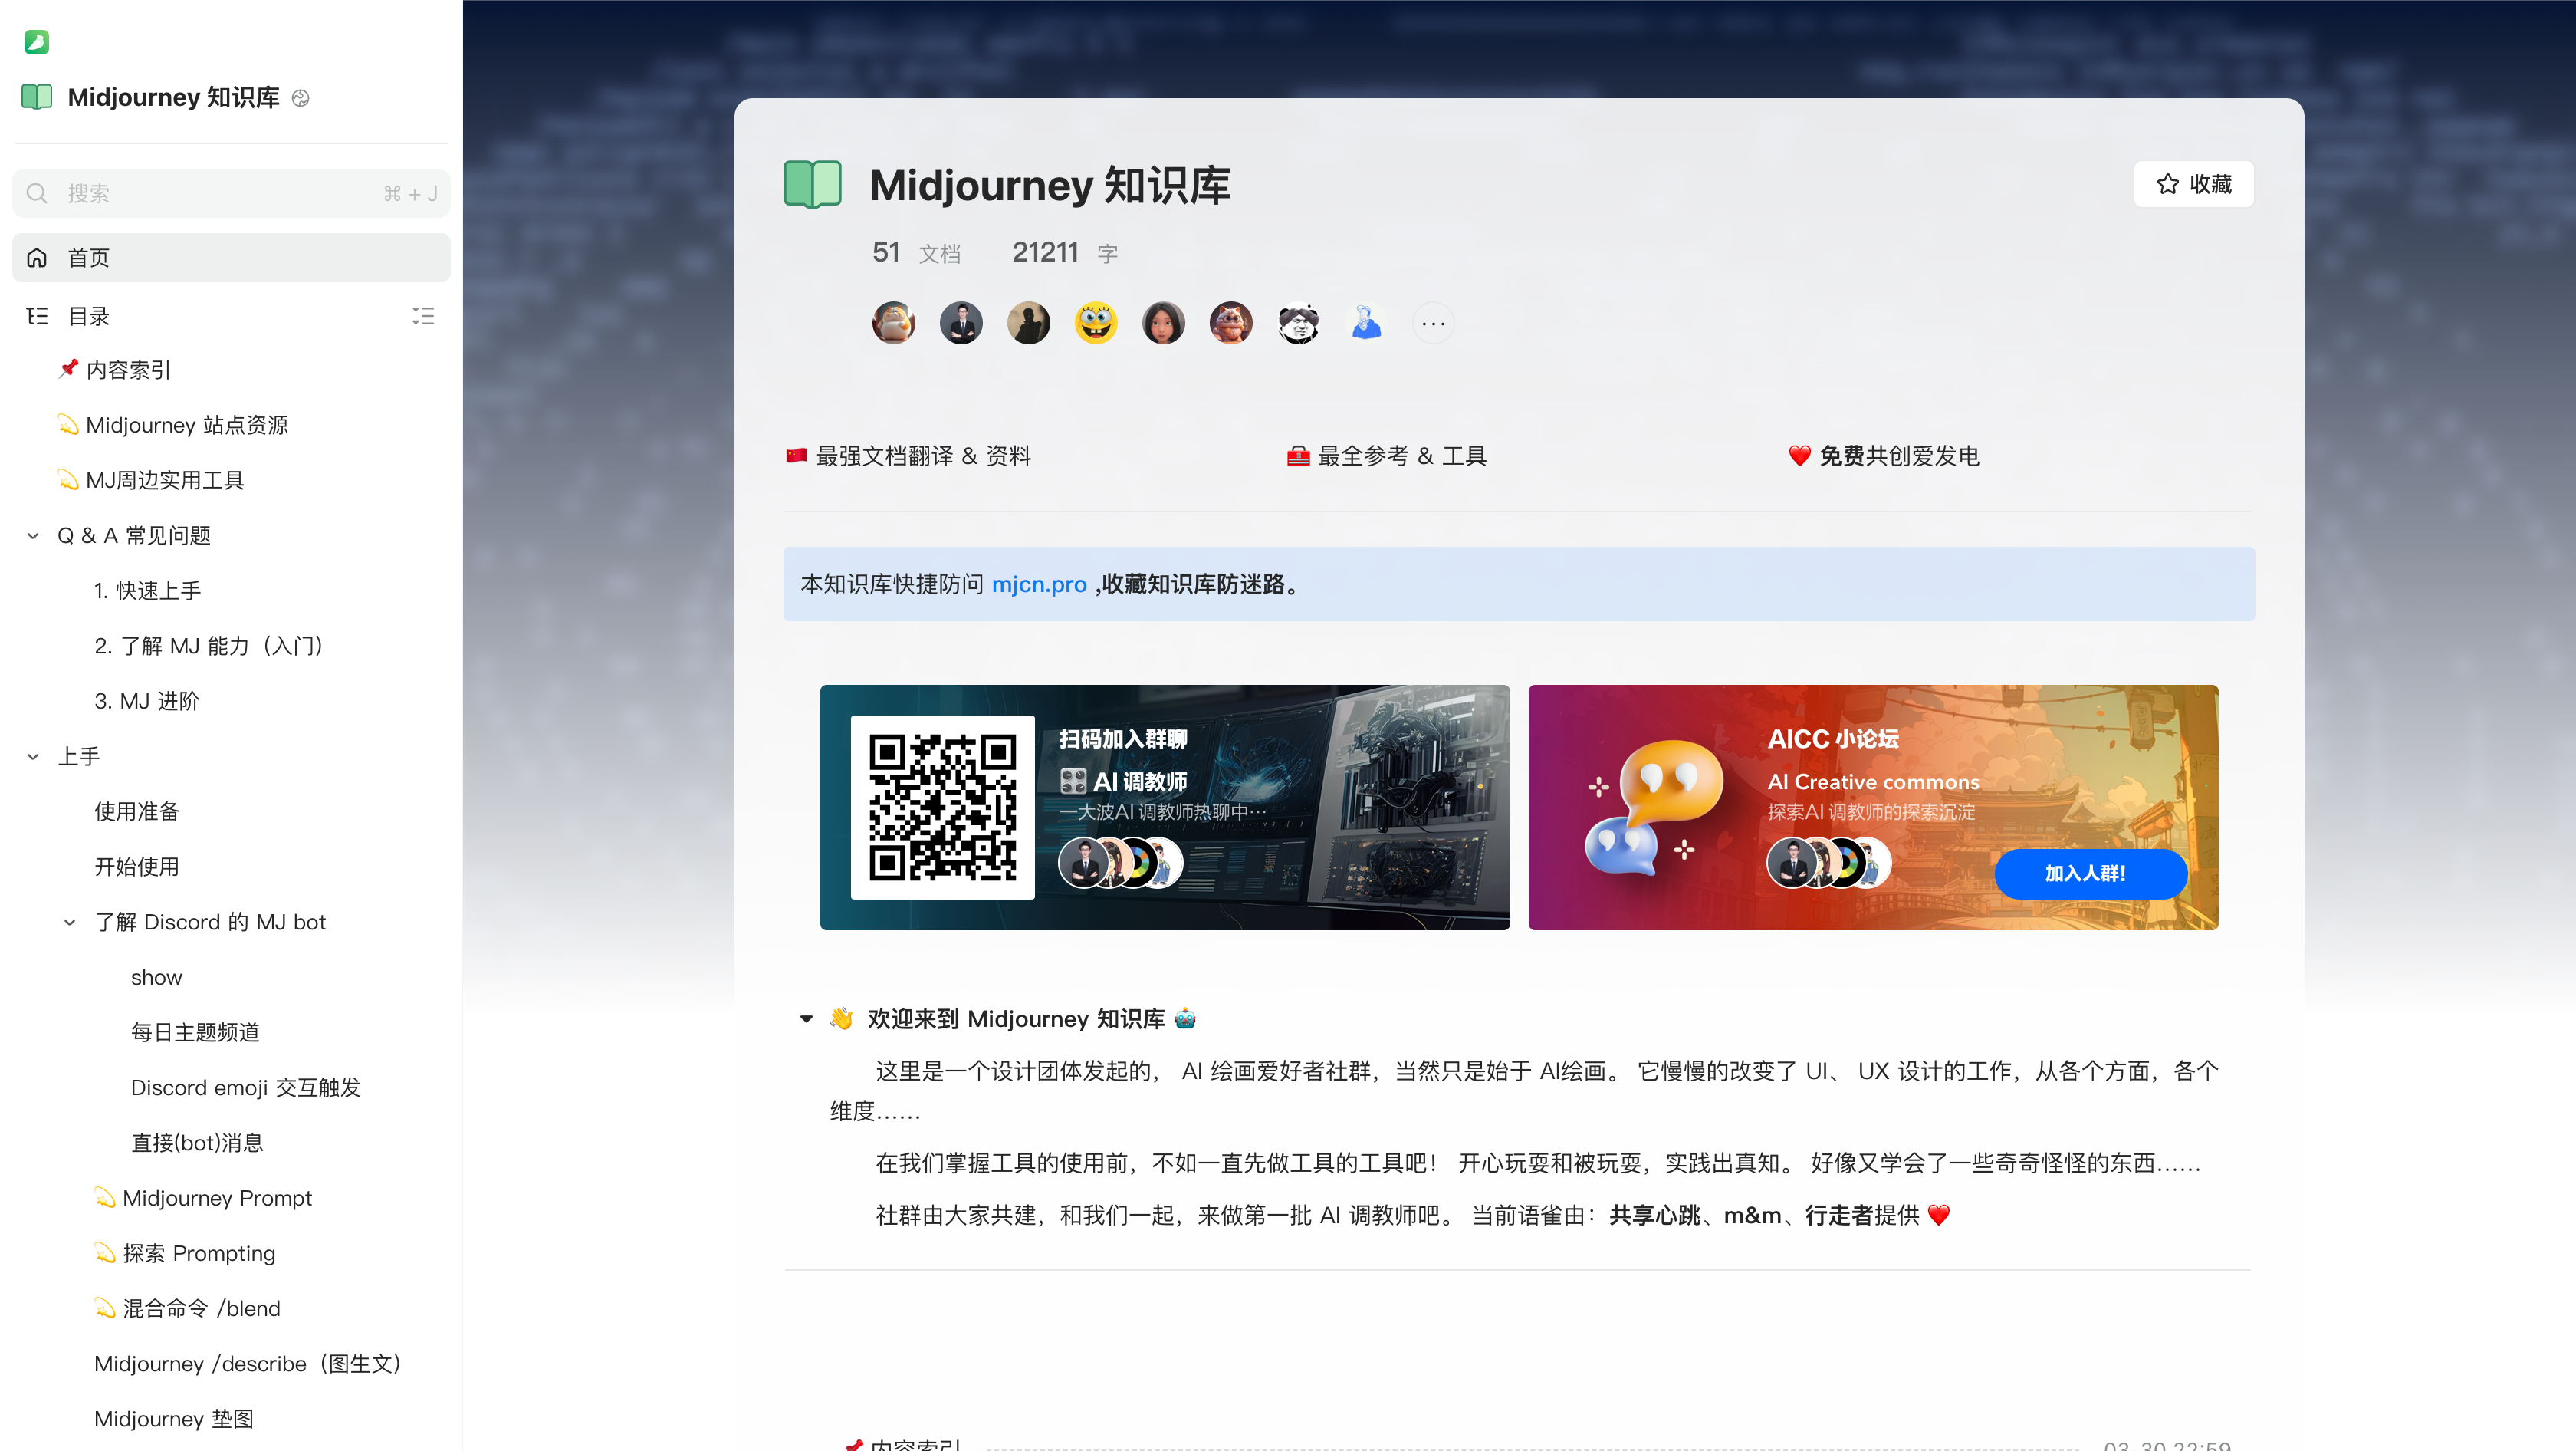 Midjourney 知识库
搜索
⌘ + J
首页
目录
📌 内容索引
💫 Midjourney 站点资源
💫 MJ周边实用工具
Q & A 常见问题
1. 快速上手
2. 了解 MJ 能力（入门）
3. MJ 进阶
上手
使用准备
开始使用
了解 Discord 的 MJ bot
show
每日主题频道
Discord emoji 交互触发
直接(bot)消息
💫 Midjourney Prompt
💫 探索 Prompting
💫 混合命令 /blend
Midjourney /describe（图生文）
Midjourney 垫图
Midjourney 知识库
收藏
51 文档 21211 字
🇨🇳 最强文档翻译 & 资料
🧰 最全参考 & 工具
❤️ 免费共创爱发电
本知识库快捷防问 mjcn.pro ,收藏知识库防迷路。
扫码加入群聊
🎛 AI 调教师
一大波AI 调教师热聊中…
AICC 小论坛
AI Creative commons
探索AI 调教师的探索沉淀
加入人群!
👋 欢迎来到 Midjourney 知识库 🤖
这里是一个设计团体发起的， AI 绘画爱好者社群，当然只是始于 AI绘画。 它慢慢的改变了 UI、 UX 设计的工作，从各个方面，各个
维度……
在我们掌握工具的使用前，不如一直先做工具的工具吧！ 开心玩耍和被玩耍，实践出真知。 好像又学会了一些奇奇怪怪的东西……
社群由大家共建，和我们一起，来做第一批 AI 调教师吧。 当前语雀由：共享心跳、m&m、行走者提供 ❤️
📌 内容索引 03-30 22:59